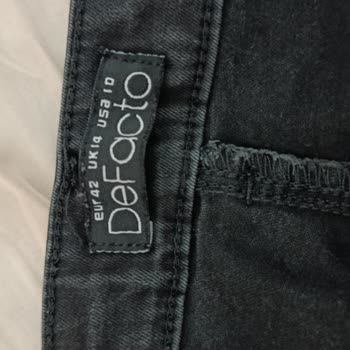 DeFacto
eur 42 UK 14 USA 10